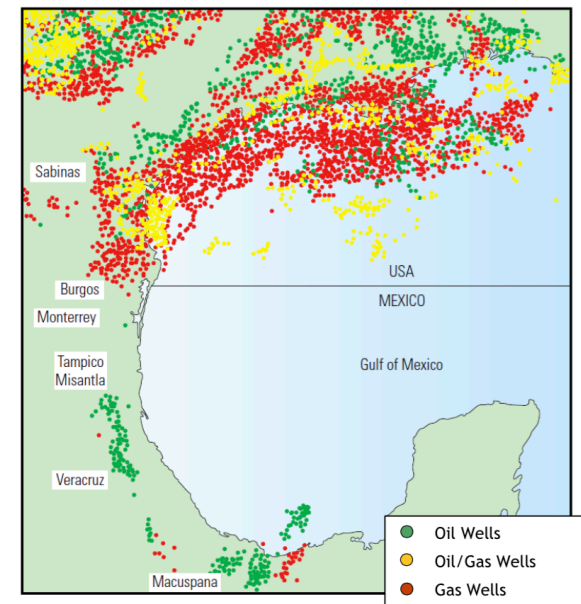 Sabinas
USA
Burgos
MEXICO
Monterrey
Tampico
Misantla
Gulf of Mexico
Veracruz
Macuspana
Oil Wells
Oil/Gas Wells
Gas Wells